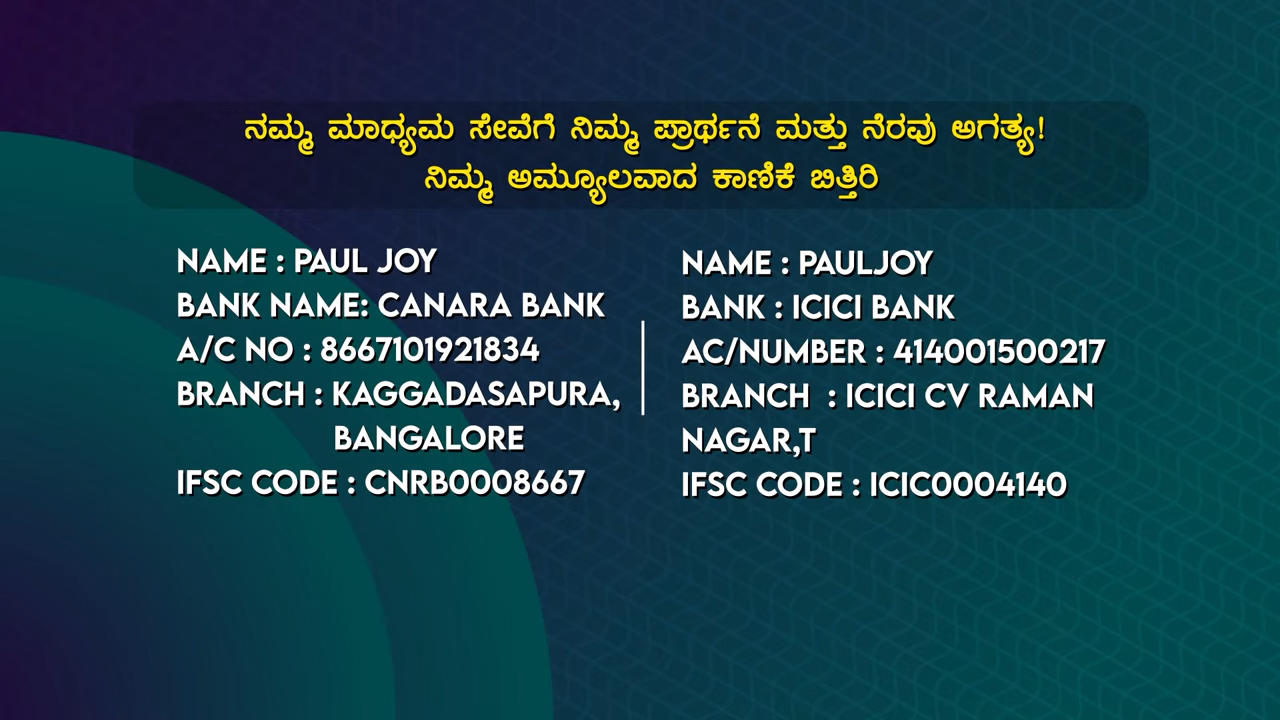 ನಮ್ಮ ಮಾಧ್ಯಮ ಸೇವೆಗೆ ನಿಮ್ಮ ಪ್ರಾರ್ಥನೆ ಮತ್ತು ನೆರವು ಅಗತ್ಯ!
ನಿಮ್ಮ ಅಮ್ಯೂಲವಾದ ಕಾಣಿಕೆ ಬಿತ್ತಿರಿ
NAME : PAUL JOY
BANK NAME: CANARA BANK
A/C NO : 8667101921834
BRANCH : KAGGADASAPURA,
BANGALORE
IFSC CODE : CNRB0008667
NAME : PAULJOY
BANK : ICICI BANK
AC/NUMBER : 414001500217
BRANCH : ICICI CV RAMAN
NAGAR,T
IFSC CODE : ICIC0004140